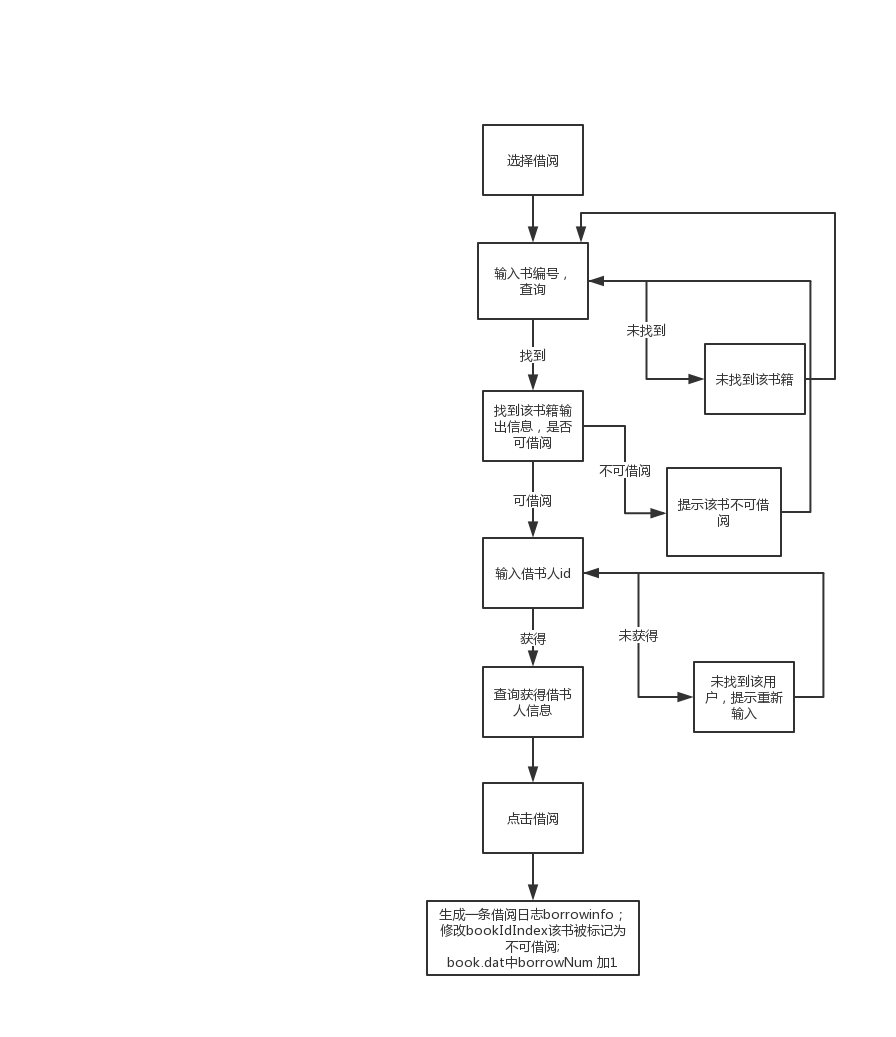 选择借阅
输入书编号，
查询
未找到
找到
未找到该书籍
找到该书籍输
出信息，是否
可借阅
不可借阅
可借阅
提示该书不可借
阅
输入借书人id
获得
未获得
查询获得借书
人信息
未找到该用
户，提示重新
输入
点击借阅
生成一条借阅日志borrowinfo；
修改bookIdIndex该书被标记为
不可借阅;
book.dat中borrowNum 加1